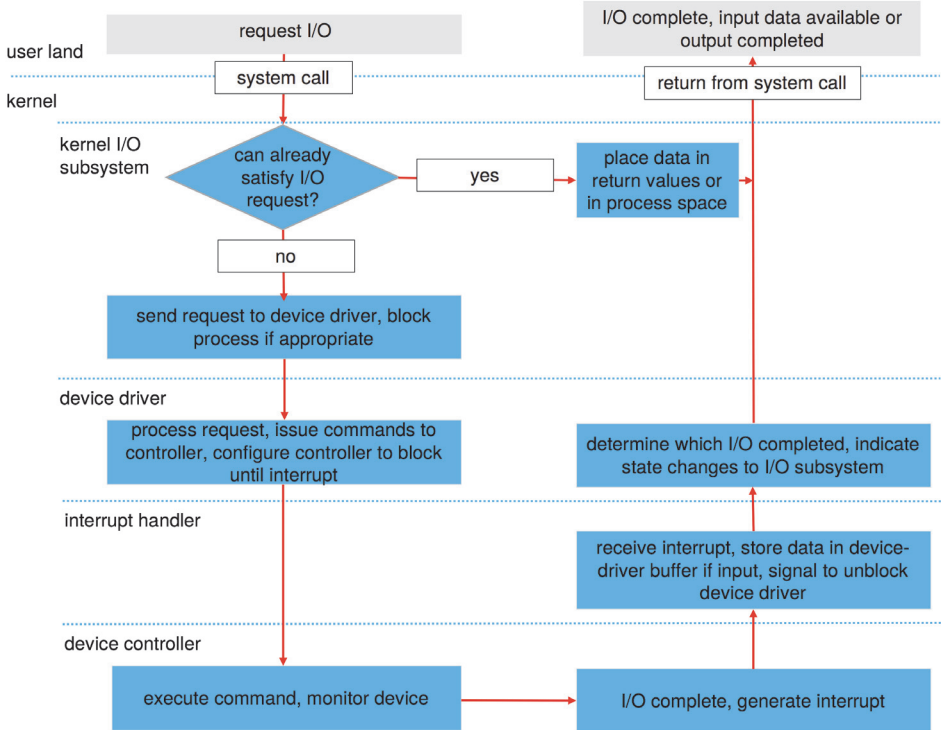 request I/O
I/O complete, input data available or
output completed
user land
system call
return from system call
kernel
kernel I/O
subsystem
can already
satisfy I/O
request?
yes
place data in
return values or
in process space
no
send request to device driver, block
process if appropriate
device driver
process request, issue commands to
controller, configure controller to block
until interrupt
determine which I/O completed, indicate
state changes to I/O subsystem
interrupt handler
receive interrupt, store data in device-
driver buffer if input, signal to unblock
device driver
device controller
execute command, monitor device
I/O complete, generate interrupt